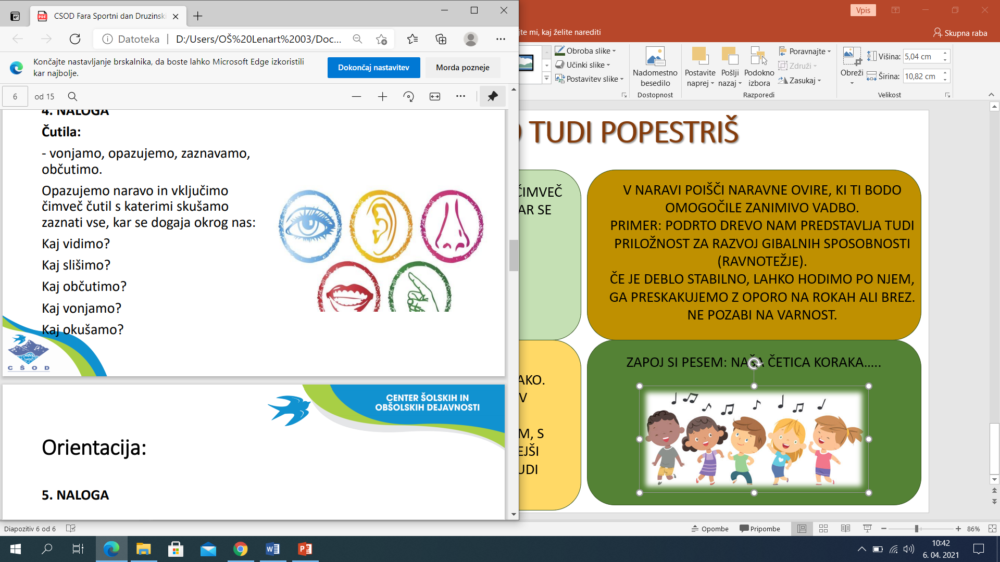 CSOD Fara Sportni dan Druzinski
Datoteka
D:/Users/OŠ%20Lenart%2003/Doc...
Končajte nastavljanje brskalnika, da boste lahko Microsoft Edge izkoristili
kar najbolje.
Dokončaj nastavitev
Morda pozneje
6
od 15
4. NALOGA
Čutila:
- vonjamo, opazujemo, zaznavamo,
občutimo.
Opazujemo naravo in vključimo
čimveč čutil s katerimi skušamo
zaznati vse, kar se dogaja okrog nas:
Kaj vidimo?
Kaj slišimo?
Kaj občutimo?
Kaj vonjamo?
Kaj okušamo?
CŠOD
CENTER ŠOLSKIH IN
OBŠOLSKIH DEJAVNOSTI
Orientacija:
5. NALOGA
Vpis
mi, kaj želite narediti
Skupna raba
Obroba slike
Učinki slike
Postavitev slike
Nadomestno
besedilo
Dostopnost
Postavite
naprej
Pošlji
nazaj
Podokno
izbora
Poravnajte
Združi
Zasukaj
Razporedi
Obreži
Višina: 5,04 cm
Širina: 10,82 cm
Velikost
TUDI POPESTRIŠ
ČIMVEČ
AR SE
V NARAVI POIŠČI NARAVNE OVIRE, KI TI BODO
OMOGOČILE ZANIMIVO VADBO.
PRIMER: PODRTO DREVO NAM PREDSTAVLJA TUDI
PRILOŽNOST ZA RAZVOJ GIBALNIH SPOSOBNOSTI
(RAVNOTEŽJE).
ČE JE DEBLO STABILNO, LAHKO HODIMO PO NJEM,
GA PRESKAKUJEMO Z OPORO NA ROKAH ALI BREZ.
NE POZABI NA VARNOST.
AKO.
V
M, S
EJŠI
UDI
ZAPOJ SI PESEM: NAŠA ČETICA KORAKA.....
Diapozitiv 6 od 6
Opombe
Pripombe
86%
10:42
6. 04. 2021